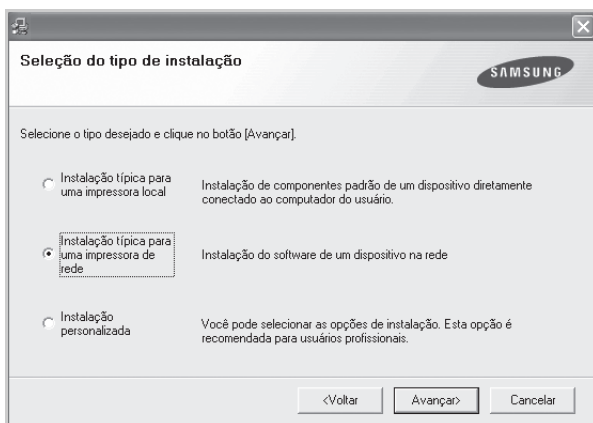 Seleção do tipo de instalação
SAMSUNG
Selecione o tipo desejado e clique no botão [Avançar].
Instalação típica para
uma impressora local
Instalação de componentes padrão de um dispositivo diretamente
conectado ao computador do usuário.
Instalação típica para
uma impressora de
rede
Instalação do software de um dispositivo na rede
Instalação
personalizada
Você pode selecionar as opções de instalação. Esta opção é
recomendada para usuários profissionais.
<Voltar
Avançar>
Cancelar